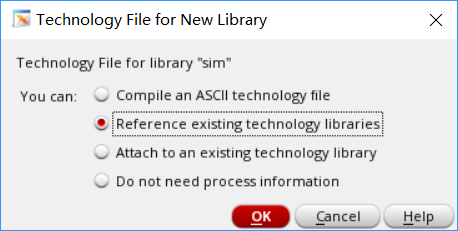 Technology File for New Library
Technology File for library "sim"
You can:
Compile an ASCII technology file
Reference existing technology libraries
Attach to an existing technology library
Do not need process information
OK
Cancel
Help